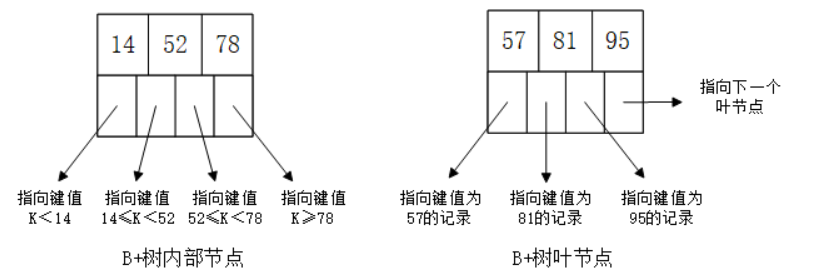 14 52 78
57 81 95
指向下一个
叶节点
指向键值
K<14
指向键值
14≤K<52
指向键值
52≤K<78
指向键值
K≥78
指向键值为
57的记录
指向键值为
81的记录
指向键值为
95的记录
B+树内部节点
B+树叶节点